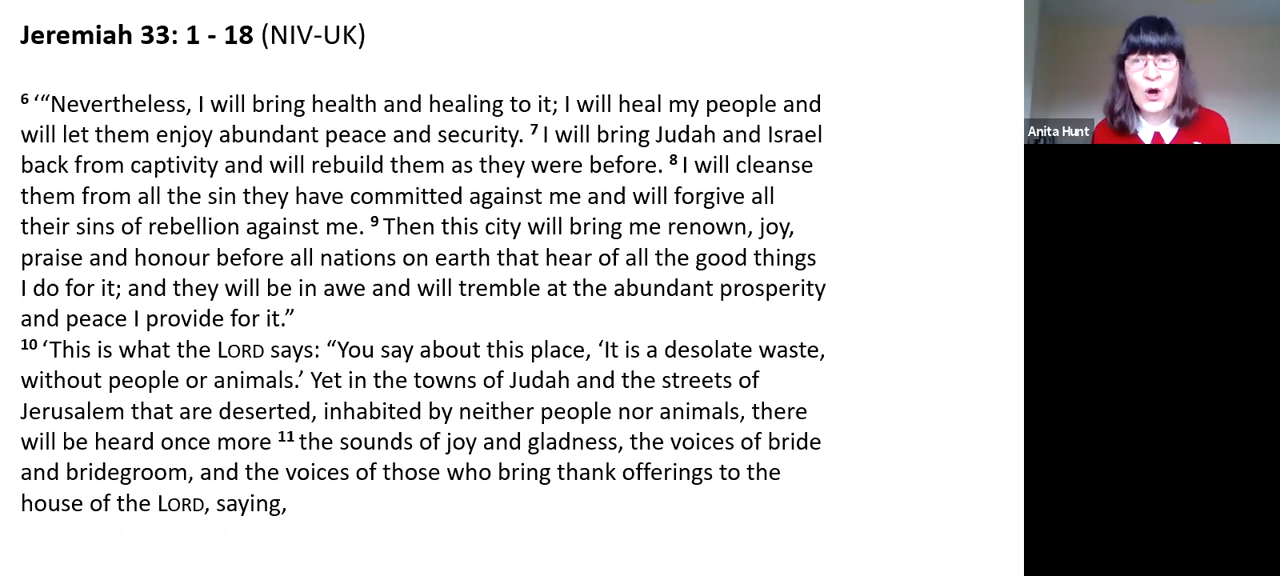 Jeremiah 33: 1 - 18 (NIV-UK)
6 ‘“Nevertheless, I will bring health and healing to it; I will heal my people and
will let them enjoy abundant peace and security. 7 I will bring Judah and Israel
back from captivity and will rebuild them as they were before. 8 I will cleanse
them from all the sin they have committed against me and will forgive all
their sins of rebellion against me. 9 Then this city will bring me renown, joy,
praise and honour before all nations on earth that hear of all the good things
I do for it; and they will be in awe and will tremble at the abundant prosperity
and peace I provide for it.”
10 ‘This is what the LORD says: “You say about this place, ‘It is a desolate waste,
without people or animals.’ Yet in the towns of Judah and the streets of
Jerusalem that are deserted, inhabited by neither people nor animals, there
will be heard once more 11 the sounds of joy and gladness, the voices of bride
and bridegroom, and the voices of those who bring thank offerings to the
house of the LORD, saying,
Anita Hunt